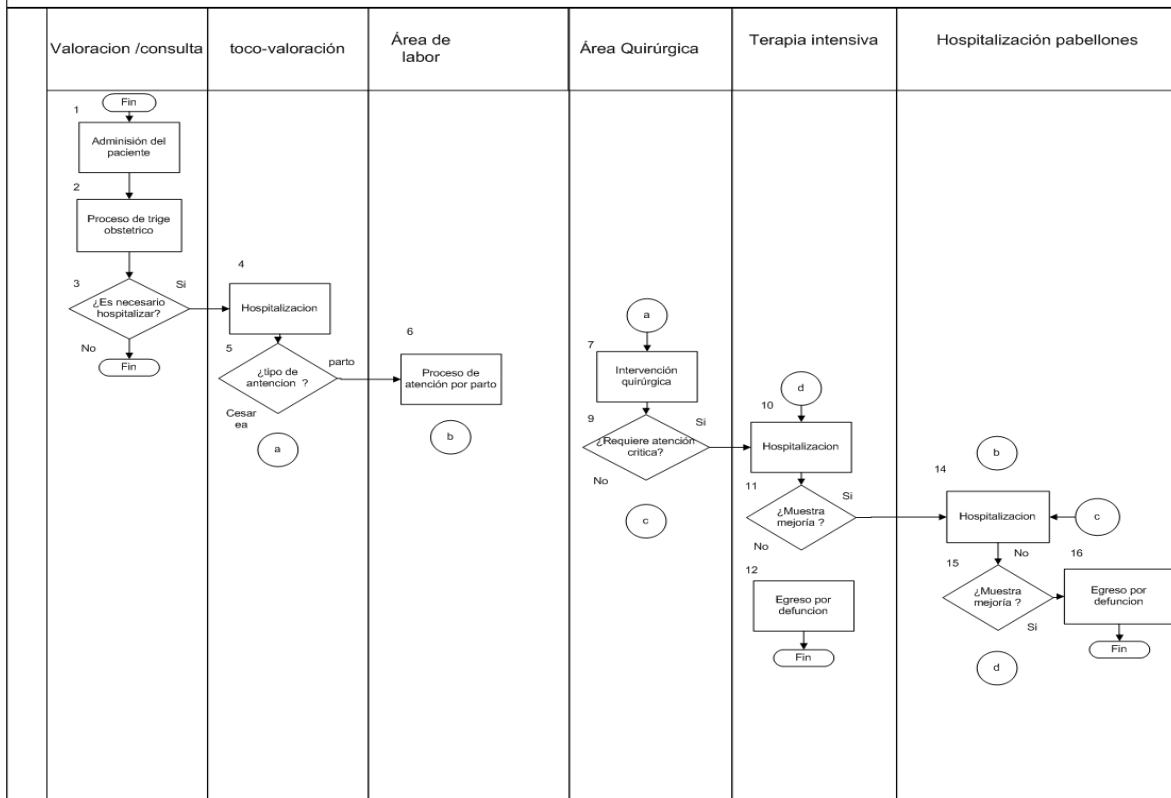 Valoracion /consulta
toco-valoración
Área de
labor
Área Quirúrgica
Terapia intensiva
Hospitalización pabellones
Fin
1
Adminisión del
paciente
2
Proceso de trige
obstetrico
3
Si
¿Es necesario
hospitalizar?
No
Fin
4
Hospitalizacion
5
parto
¿tipo de
antencion ?
Cesar
ea
a
6
Proceso de
atención por parto
b
a
7
Intervención
quirúrgica
9
Si
¿Requiere atención
critica?
No
c
d
10
Hospitalizacion
11
Si
¿Muestra
mejoría ?
No
12
Egreso por
defuncion
Fin
b
14
Hospitalizacion
c
No
15
¿Muestra
mejoría ?
Si
d
16
Egreso por
defuncion
Fin